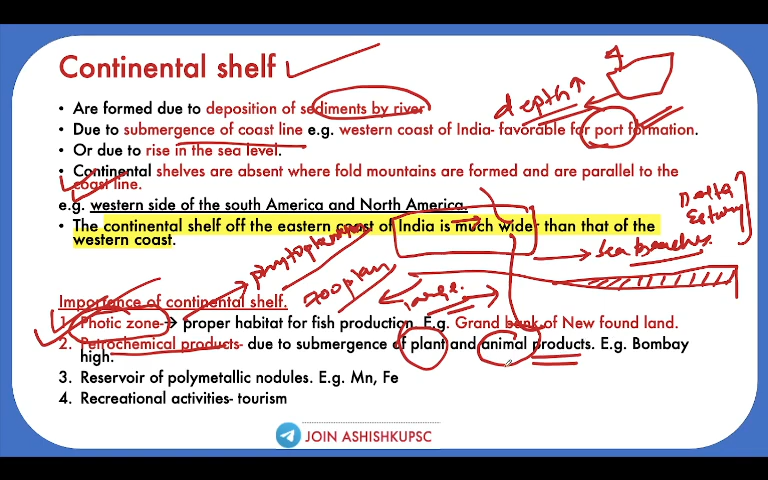 Continental shelf
4
depth↑
• Are formed due to deposition of sediments by river
• Due to submergence of coast line e.g. western coast of India- favorable for port formation.
• Or due to rise in the sea level.
• Continental shelves are absent where fold mountains are formed and are parallel to the
coast line.
e.g. western side of the south America and North America.
Delta
Estuary
• The continental shelf off the eastern coast of India is much wider than that of the
western coast.
Sea beaches.
phytoplankton
zooplan
large.
Importance of continental shelf.
1. Photic zone-→ proper habitat for fish production. E.g. Grand bank of New found land.
2. Petrochemical products- due to submergence of plant and animal products. E.g. Bombay
high.
3. Reservoir of polymetallic nodules. E.g. Mn, Fe
4. Recreational activities- tourism
JOIN ASHISHKUPSC